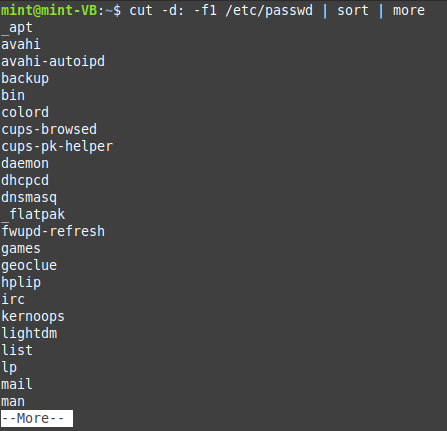 mint@mint-VB:~$ cut -d: -f1 /etc/passwd | sort | more
_apt
avahi
avahi-autoipd
backup
bin
colord
cups-browsed
cups-pk-helper
daemon
dhcpcd
dnsmasq
_flatpak
fwupd-refresh
games
geoclue
hplip
irc
kernoops
lightdm
list
lp
mail
man
--More--